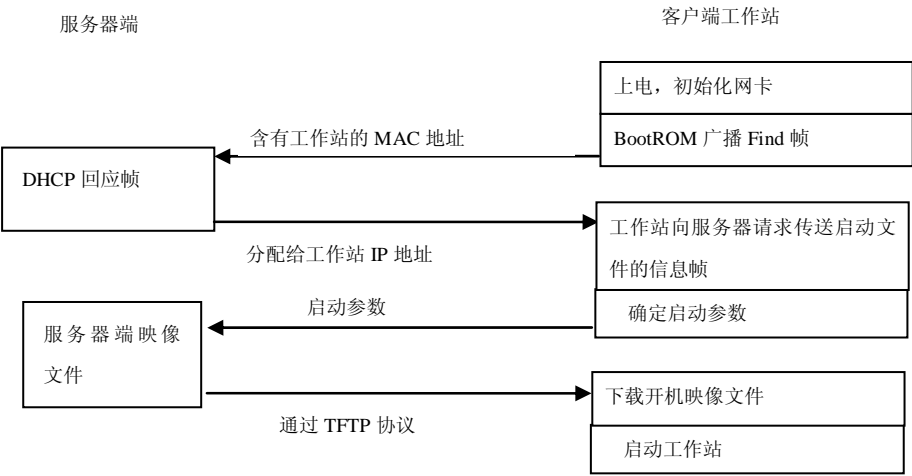 服务器端
客户端工作站
上电，初始化网卡
含有工作站的 MAC 地址
BootROM 广播 Find 帧
DHCP 回应帧
工作站向服务器请求传送启动文
件的信息帧
分配给工作站 IP 地址
启动参数
确定启动参数
服务器端映像
文件
下载开机映像文件
通过 TFTP 协议
启动工作站